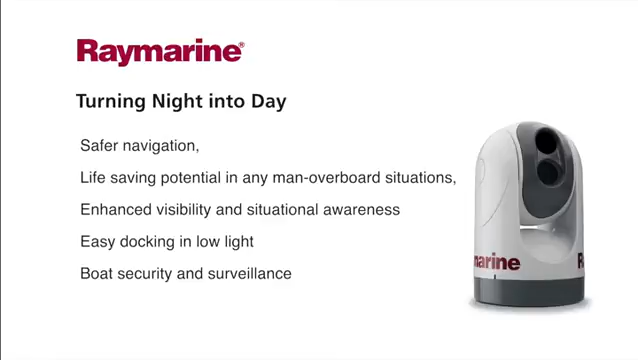 Raymarine®
Turning Night into Day
Safer navigation,
Life saving potential in any man-overboard situations,
Enhanced visibility and situational awareness
Easy docking in low light
Boat security and surveillance
marine
R